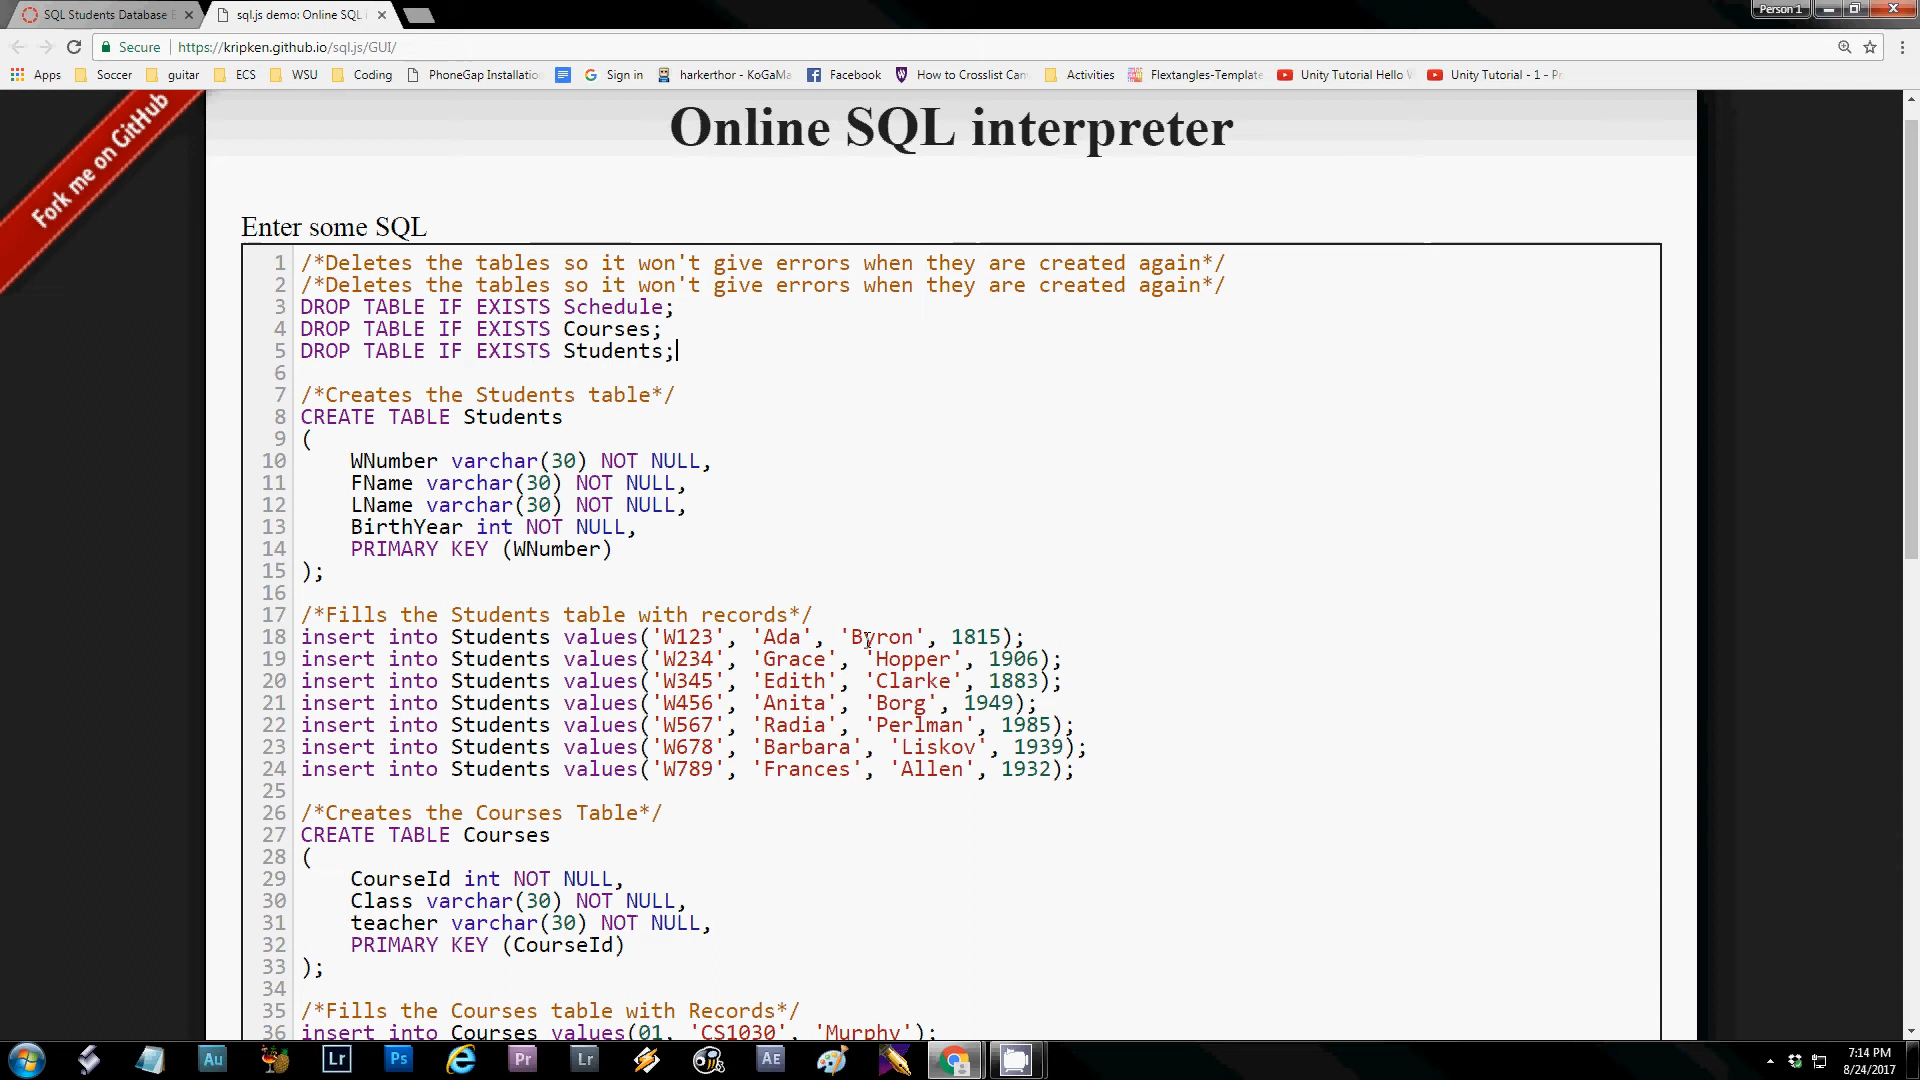 SQL Students Database E
sql.js demo: Online SQL i
Person 1
Secure
https://kripken.github.io/sql.js/GUI/
Apps
Soccer
guitar
ECS
WSU
Coding
PhoneGap Installatio
Sign in
harkerthor - KoGaMa
Facebook
How to Crosslist Can
Activities
Flextangles-Template
Unity Tutorial Hello W
Unity Tutorial - 1 - Pr
Fork me on GitHub
Online SQL interpreter
Enter some SQL
1 /*Deletes the tables so it won't give errors when they are created again*/
2 /*Deletes the tables so it won't give errors when they are created again*/
3 DROP TABLE IF EXISTS Schedule;
4 DROP TABLE IF EXISTS Courses;
5 DROP TABLE IF EXISTS Students;
6
7 /*Creates the Students table*/
8 CREATE TABLE Students
9 (
10 WNumber varchar(30) NOT NULL,
11 FName varchar(30) NOT NULL,
12 LName varchar(30) NOT NULL,
13 BirthYear int NOT NULL,
14 PRIMARY KEY (WNumber)
15 );
16
17 /*Fills the Students table with records*/
18 insert into Students values('W123', 'Ada', 'Byron', 1815);
19 insert into Students values('W234', 'Grace', 'Hopper', 1906);
20 insert into Students values('W345', 'Edith', 'Clarke', 1883);
21 insert into Students values('W456', 'Anita', 'Borg', 1949);
22 insert into Students values('W567', 'Radia', 'Perlman', 1985);
23 insert into Students values('W678', 'Barbara', 'Liskov', 1939);
24 insert into Students values('W789', 'Frances', 'Allen', 1932);
25
26 /*Creates the Courses Table*/
27 CREATE TABLE Courses
28 (
29 CourseId int NOT NULL,
30 Class varchar(30) NOT NULL,
31 teacher varchar(30) NOT NULL,
32 PRIMARY KEY (CourseId)
33 );
34
35 /*Fills the Courses table with Records*/
36 insert into Courses values(01, 'CS1030', 'Murphy');
Au
Lr
Ps
Pr
Lr
AE
7:14 PM
8/24/2017